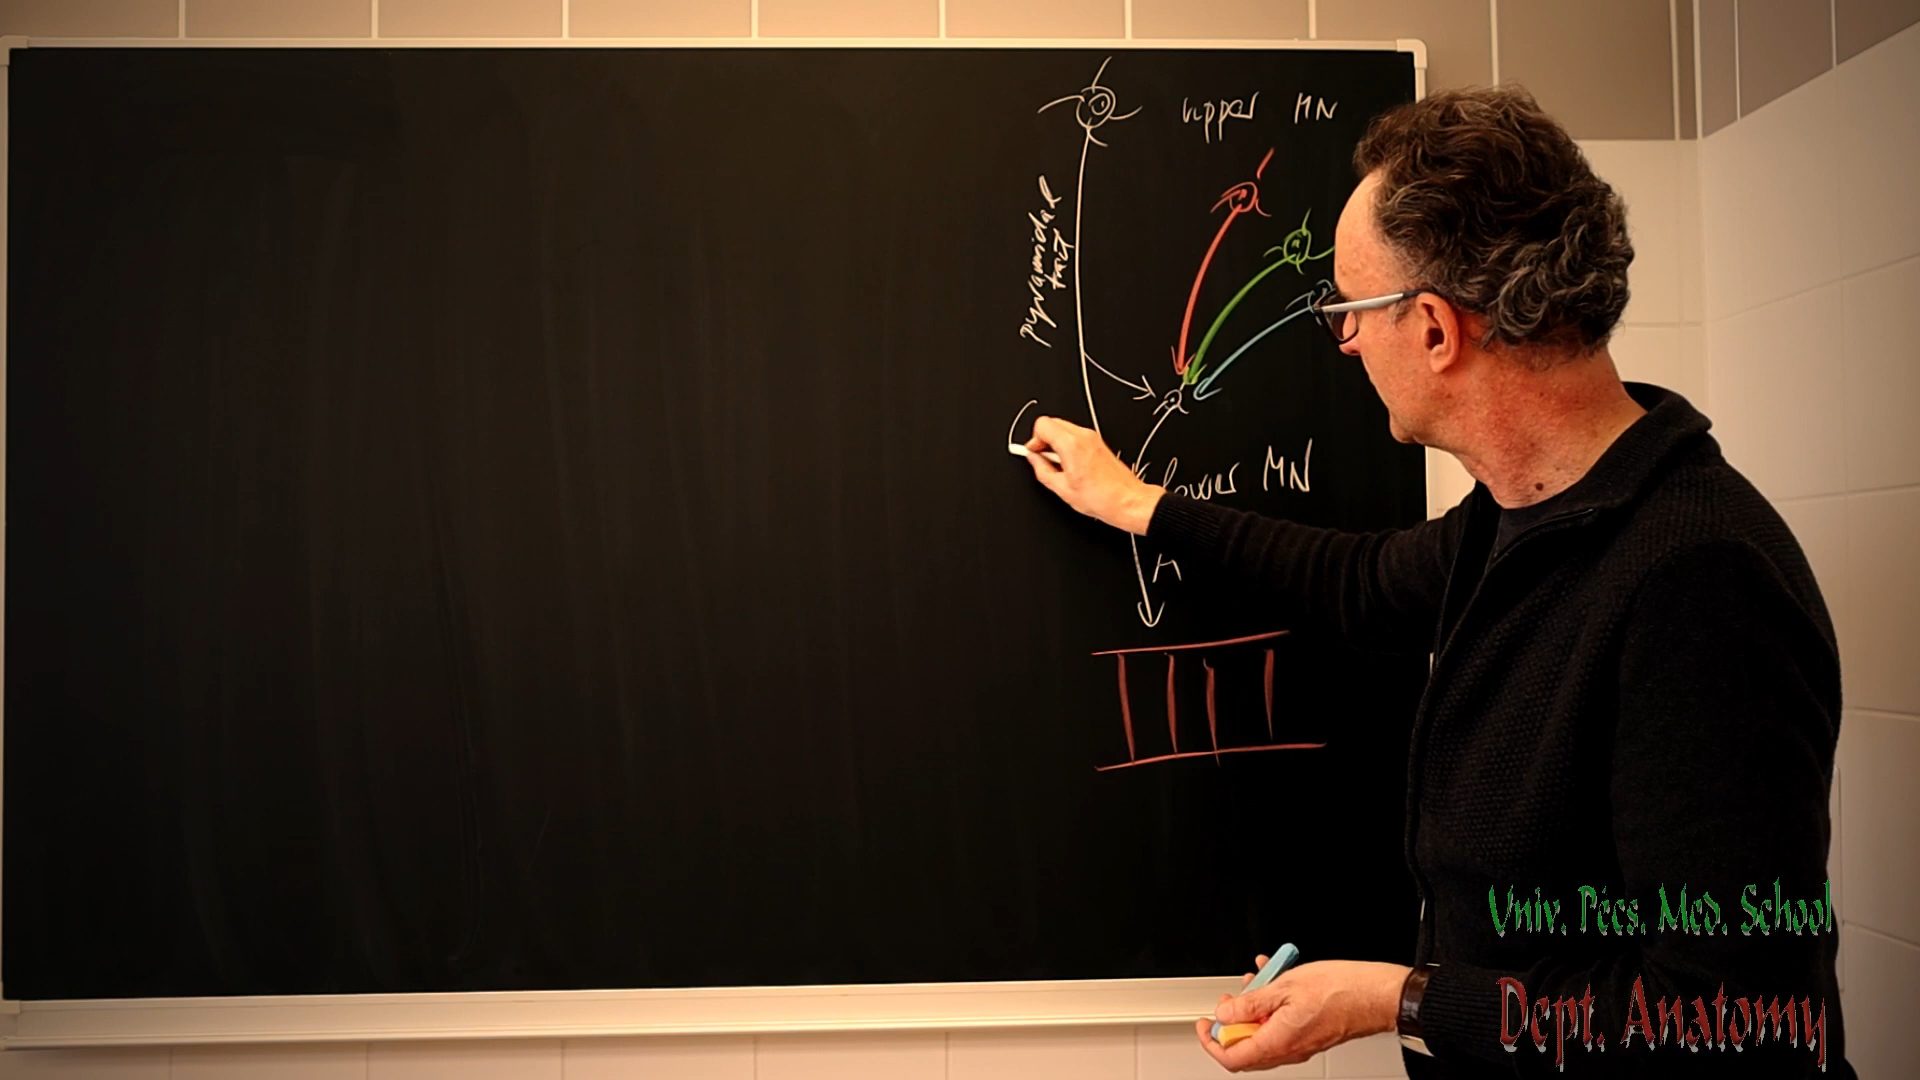 upper MN
pyramidal
tract
lower MN
Univ. Pécs. Med. School
Dept. Anatomy